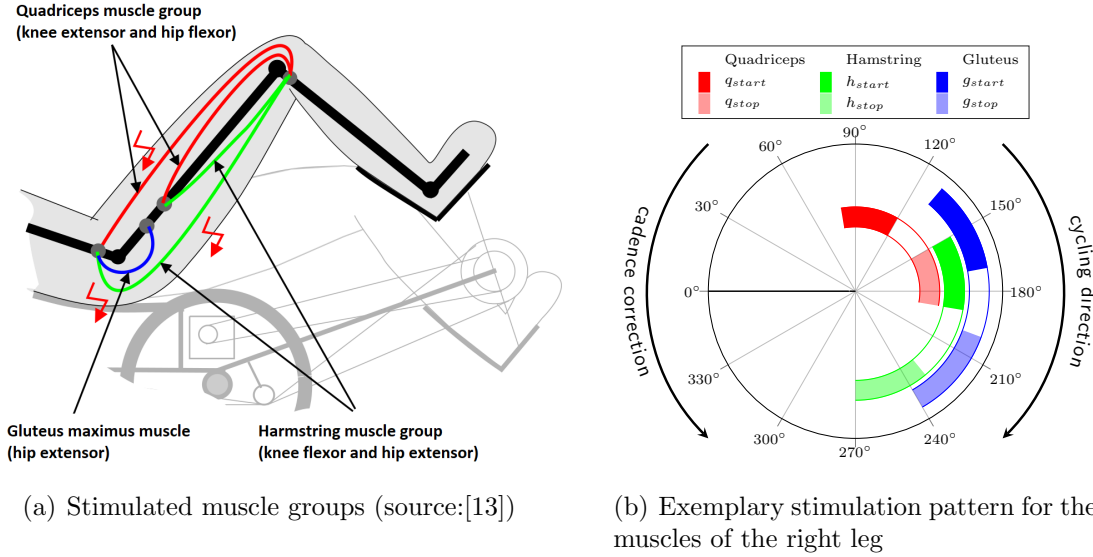 Quadriceps muscle group
(knee extensor and hip flexor)
Gluteus maximus muscle
(hip extensor)
Harmstring muscle group
(knee flexor and hip extensor)
(a) Stimulated muscle groups (source:[13])
Quadriceps Hamstring Gluteus
q_start h_start g_start
q_stop h_stop g_stop
90°
60° 120°
30° 150°
0° 180°
330° 210°
300° 240°
270°
cadence correction
cycling direction
(b) Exemplary stimulation pattern for the
muscles of the right leg